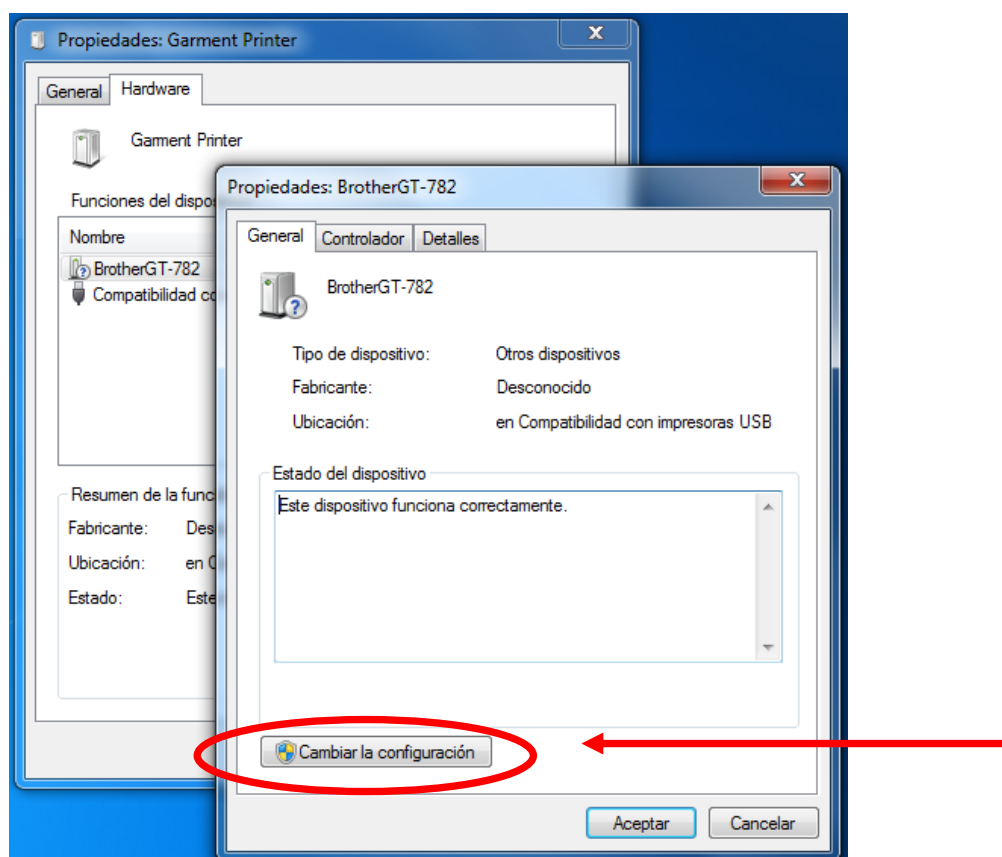 Propiedades: Garment Printer
General Hardware
Garment Printer
Funciones del dispo
Nombre
BrotherGT-782
Compatibilidad co
Resumen de la func
Fabricante: Des
Ubicación: en C
Estado: Este
Propiedades: BrotherGT-782
General Controlador Detalles
BrotherGT-782
Tipo de dispositivo: Otros dispositivos
Fabricante: Desconocido
Ubicación: en Compatibilidad con impresoras USB
Estado del dispositivo
Este dispositivo funciona correctamente.
Cambiar la configuración
Aceptar Cancelar